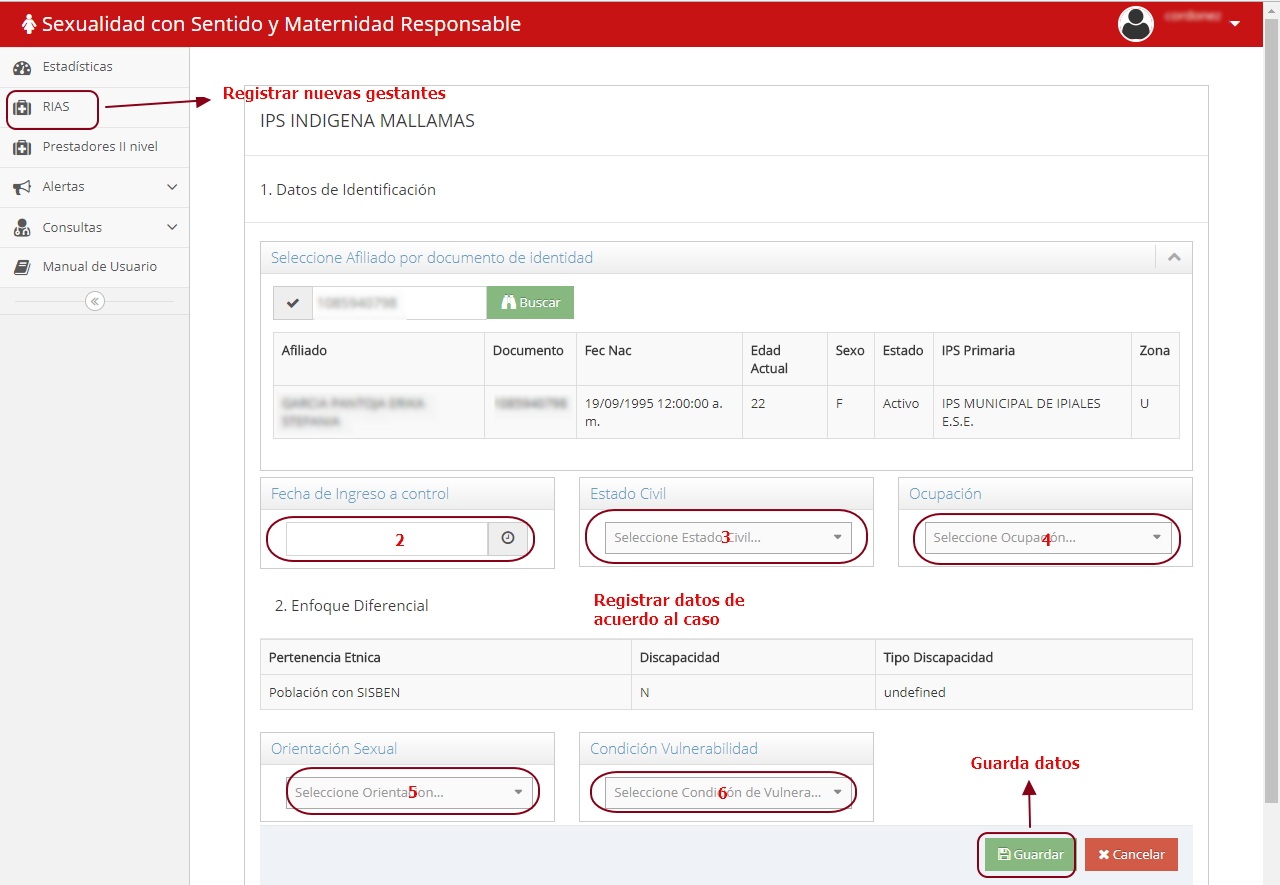 Sexualidad con Sentido y Maternidad Responsable
Estadísticas
RIAS
Prestadores II nivel
Alertas
Consultas
Manual de Usuario
Registrar nuevas gestantes
IPS INDIGENA MALLAMAS
1. Datos de Identificación
Seleccione Afiliado por documento de identidad
Buscar
Afiliado Documento Fec Nac Edad Actual Sexo Estado IPS Primaria Zona
19/09/1995 12:00:00 a. m. 22 F Activo IPS MUNICIPAL DE IPIALES E.S.E. U
Fecha de Ingreso a control Estado Civil Ocupación
2 Seleccione Estado Civil... 3 Seleccione Ocupación... 4
2. Enfoque Diferencial
Registrar datos de
acuerdo al caso
Pertenencia Etnica Discapacidad Tipo Discapacidad
Población con SISBEN N undefined
Orientación Sexual Condición Vulnerabilidad
Seleccione Orientacion... 5 Seleccione Condición de Vulnera... 6
Guarda datos
Guardar Cancelar